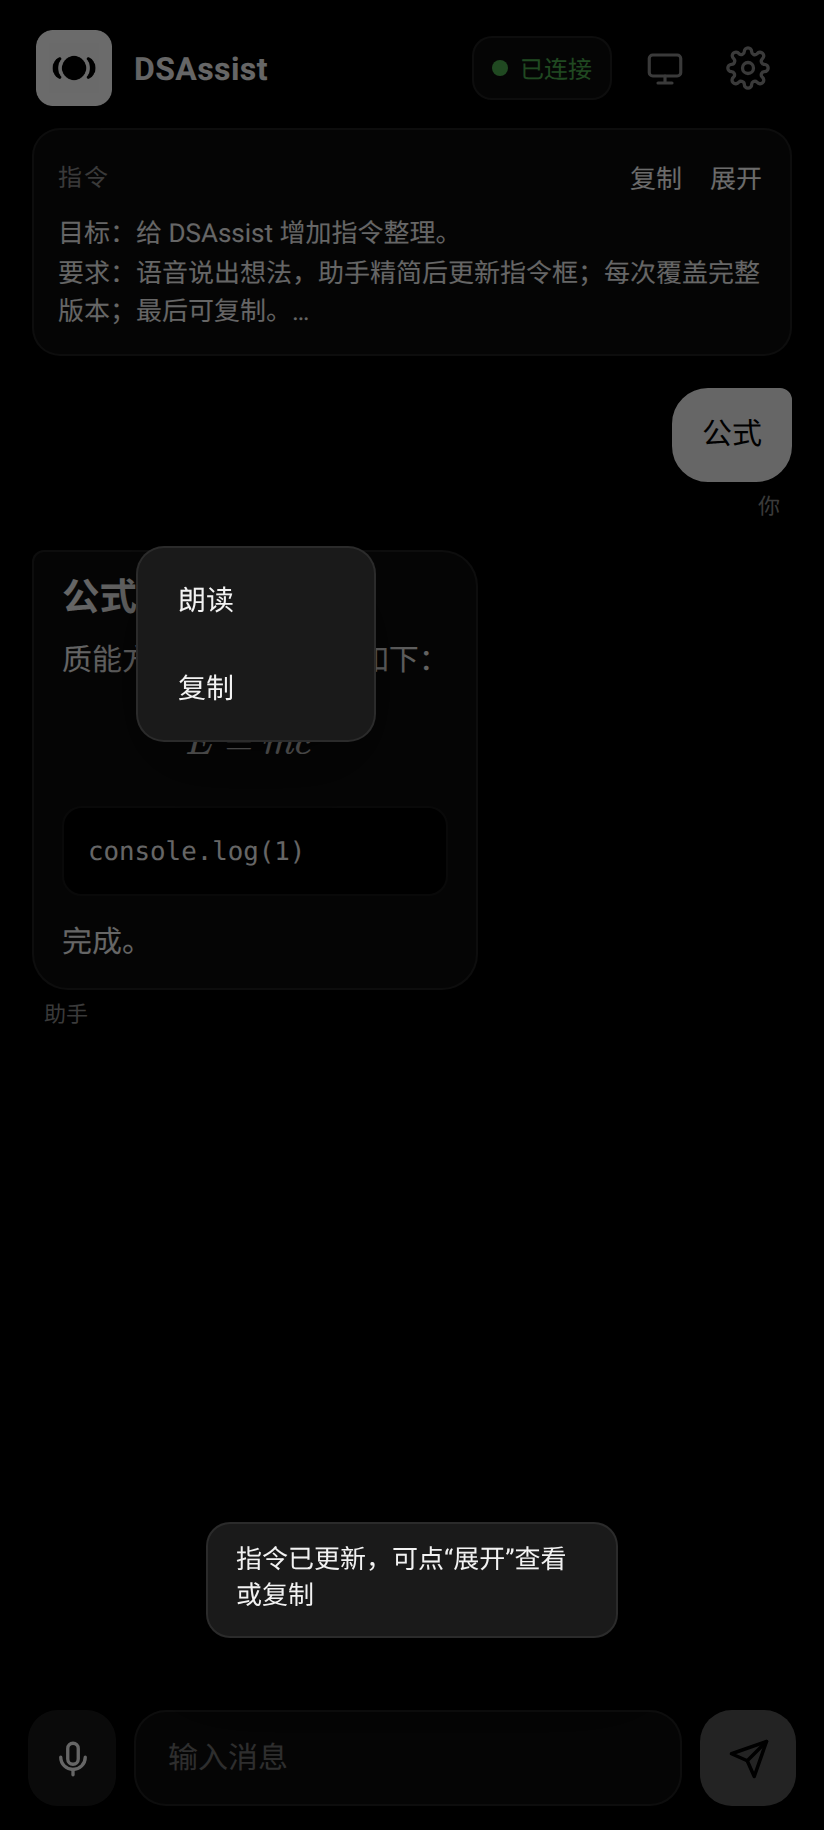 DSAssist
已连接
指令
复制 展开
目标：给 DSAssist 增加指令整理。
要求：语音说出想法，助手精简后更新指令框；每次覆盖完整
版本；最后可复制。...
公式
你
公式
朗读
质能 如下：
复制
E = mc
console.log(1)
完成。
助手
指令已更新，可点“展开”查看
或复制
输入消息